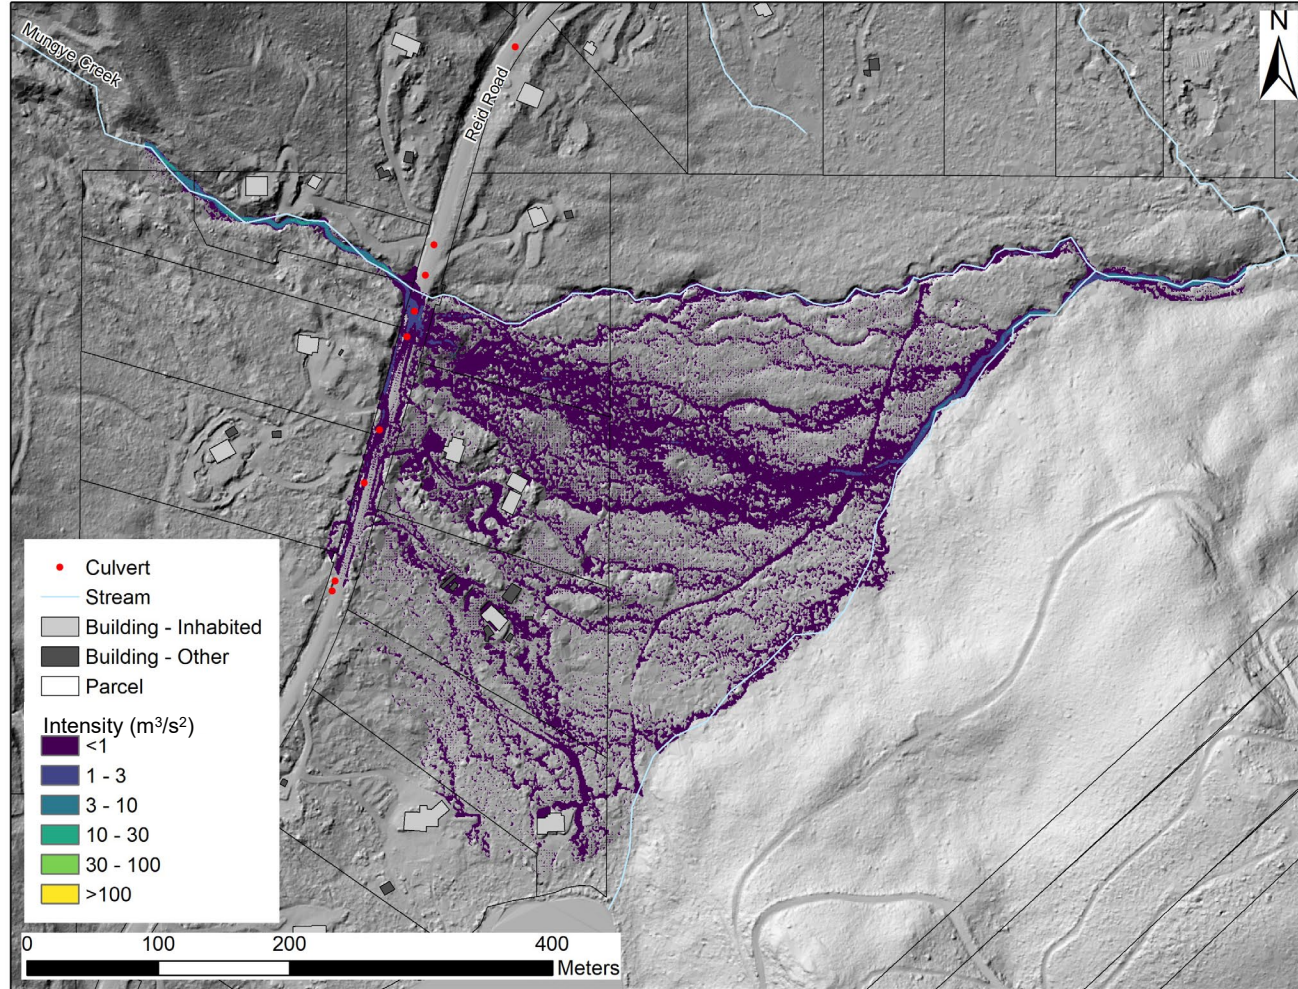 Mungye Creek
Reid Road
N
Culvert
Stream
Building - Inhabited
Building - Other
Parcel
Intensity (m³/s²)
<1
1 - 3
3 - 10
10 - 30
30 - 100
>100
0 100 200 400
Meters